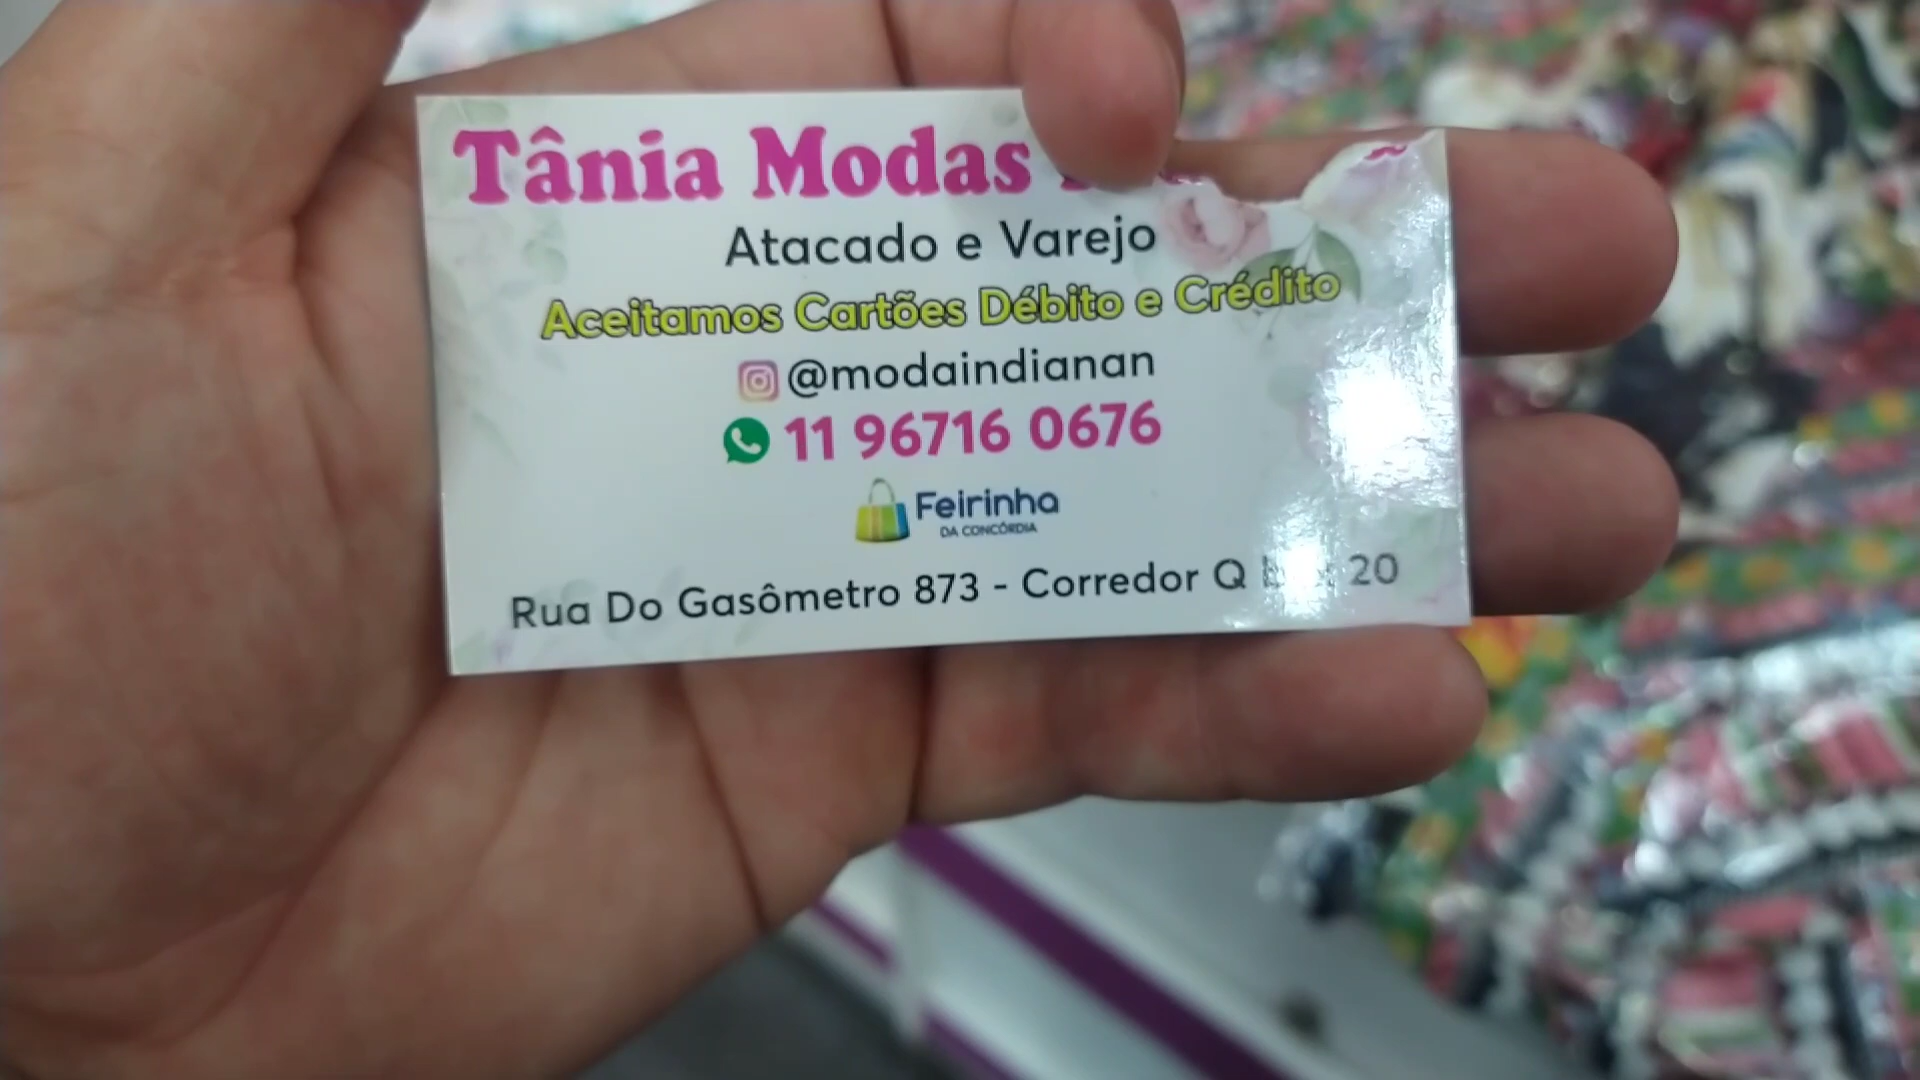 Tânia Modas
Atacado e Varejo
Aceitamos Cartões Débito e Crédito
@modaindianan
11 96716 0676
Feirinha
DA CONCÓRDIA
Rua Do Gasômetro 873 - Corredor Q 20